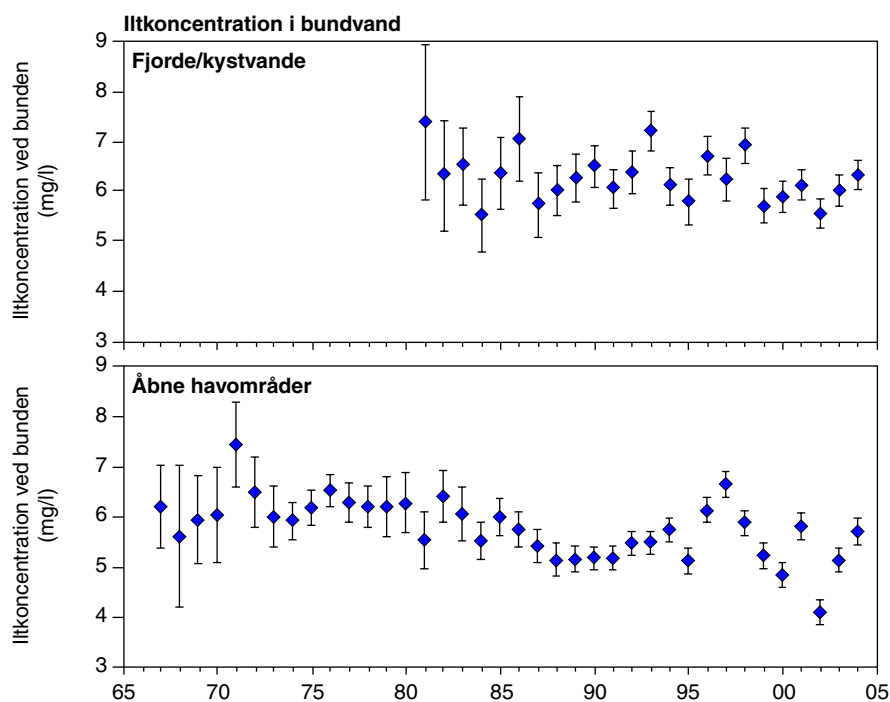 Iltkoncentration i bundvand
Fjorde/kystvande
Iltkoncentration ved bunden
(mg/l)
9
8
7
6
5
4
3
Åbne havområder
Iltkoncentration ved bunden
(mg/l)
9
8
7
6
5
4
3
65 70 75 80 85 90 95 00 05